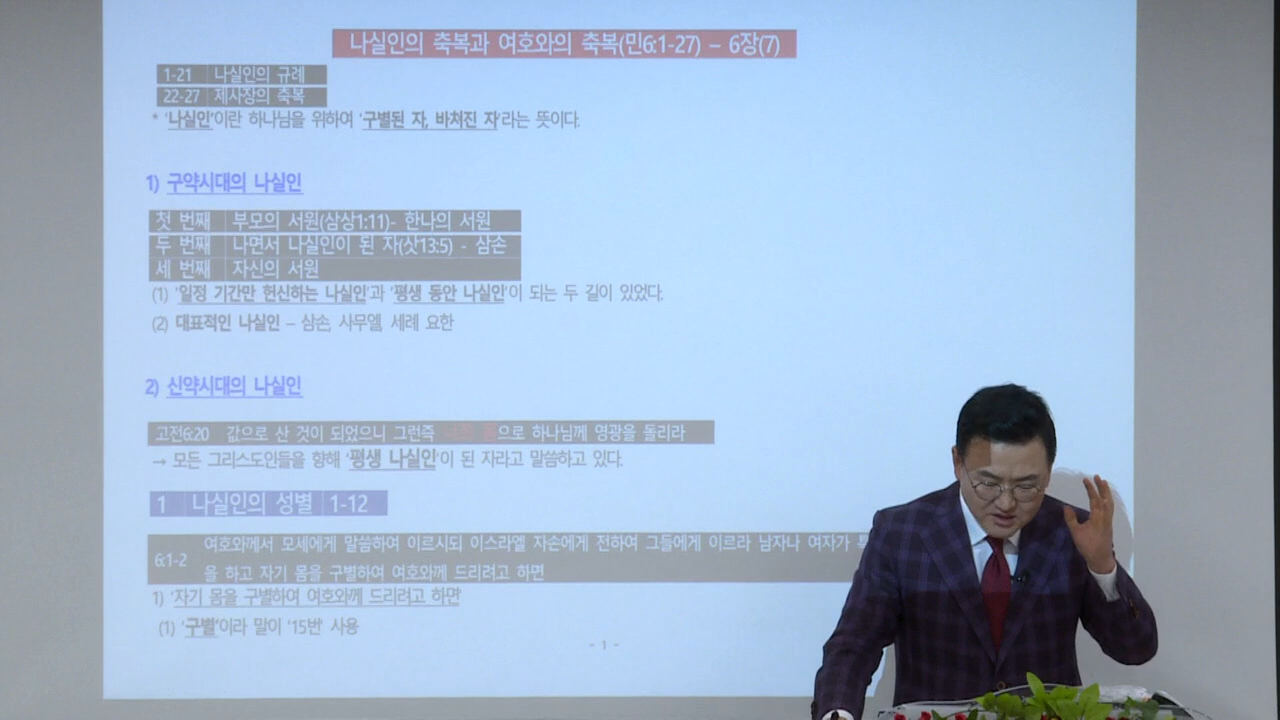 나실인의 축복과 여호와의 축복(민6:1-27) – 6장(7)
1-21 나실인의 규례
22-27 제사장의 축복
* '나실인'이란 하나님을 위하여 '구별된 자, 바쳐진 자'라는 뜻이다.
1) 구약시대의 나실인
첫 번째 부모의 서원(삼상1:11)- 한나의 서원
두 번째 나면서 나실인이 된 자(삿13:5) - 삼손
세 번째 자신의 서원
(1) '일정 기간만 헌신하는 나실인'과 '평생 동안 나실인'이 되는 두 길이 있었다.
(2) 대표적인 나실인 – 삼손, 사무엘, 세례 요한
2) 신약시대의 나실인
고전6:20 값으로 산 것이 되었으니 그런즉 으로 하나님께 영광을 돌리라
→ 모든 그리스도인들을 향해 '평생 나실인'이 된 자라고 말씀하고 있다.
1 나실인의 성별 1-12
6:1-2 여호와께서 모세에게 말씀하여 이르시되 이스라엘 자손에게 전하여 그들에게 이르라 남자나 여자가
을 하고 자기 몸을 구별하여 여호와께 드리려고 하면
1) '자기 몸을 구별하여 여호와께 드리려고 하면'
(1) '구별'이라 말이 '15번' 사용
- 1 -